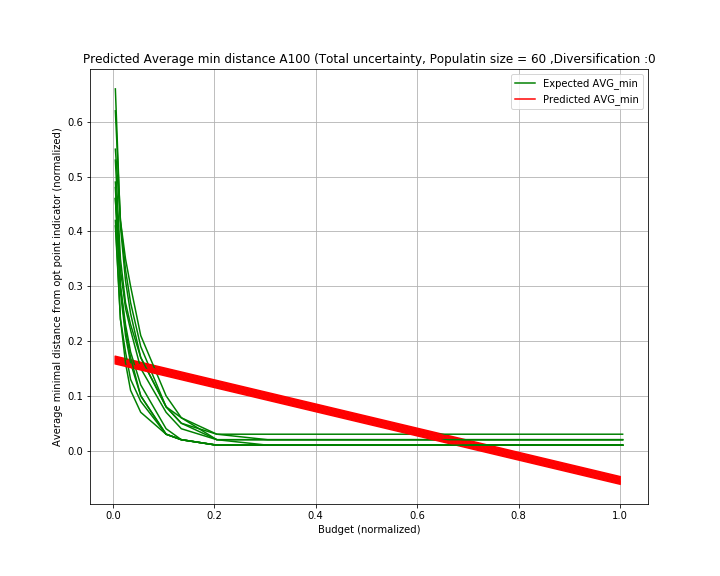 Predicted Average min distance A100 (Total uncertainty, Populatin size = 60 ,Diversification :0
Expected AVG_min
Predicted AVG_min
Average minimal distance from opt point indicator (normalized)
0.6
0.5
0.4
0.3
0.2
0.1
0.0
0.0 0.2 0.4 0.6 0.8 1.0
Budget (normalized)